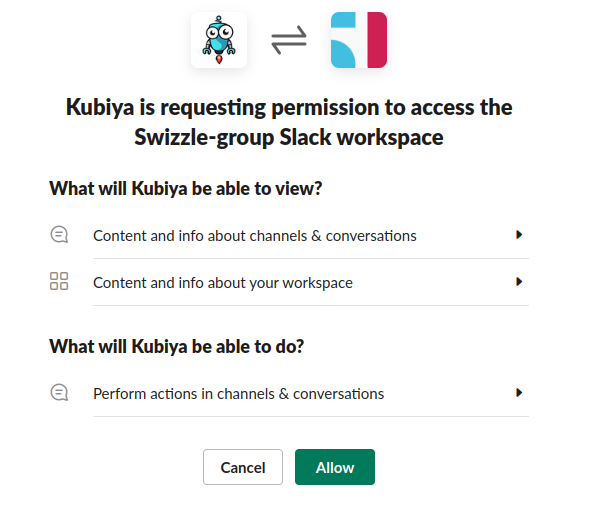 Kubiya is requesting permission to access the
Swizzle-group Slack workspace
What will Kubiya be able to view?
Content and info about channels & conversations
Content and info about your workspace
What will Kubiya be able to do?
Perform actions in channels & conversations
Cancel Allow